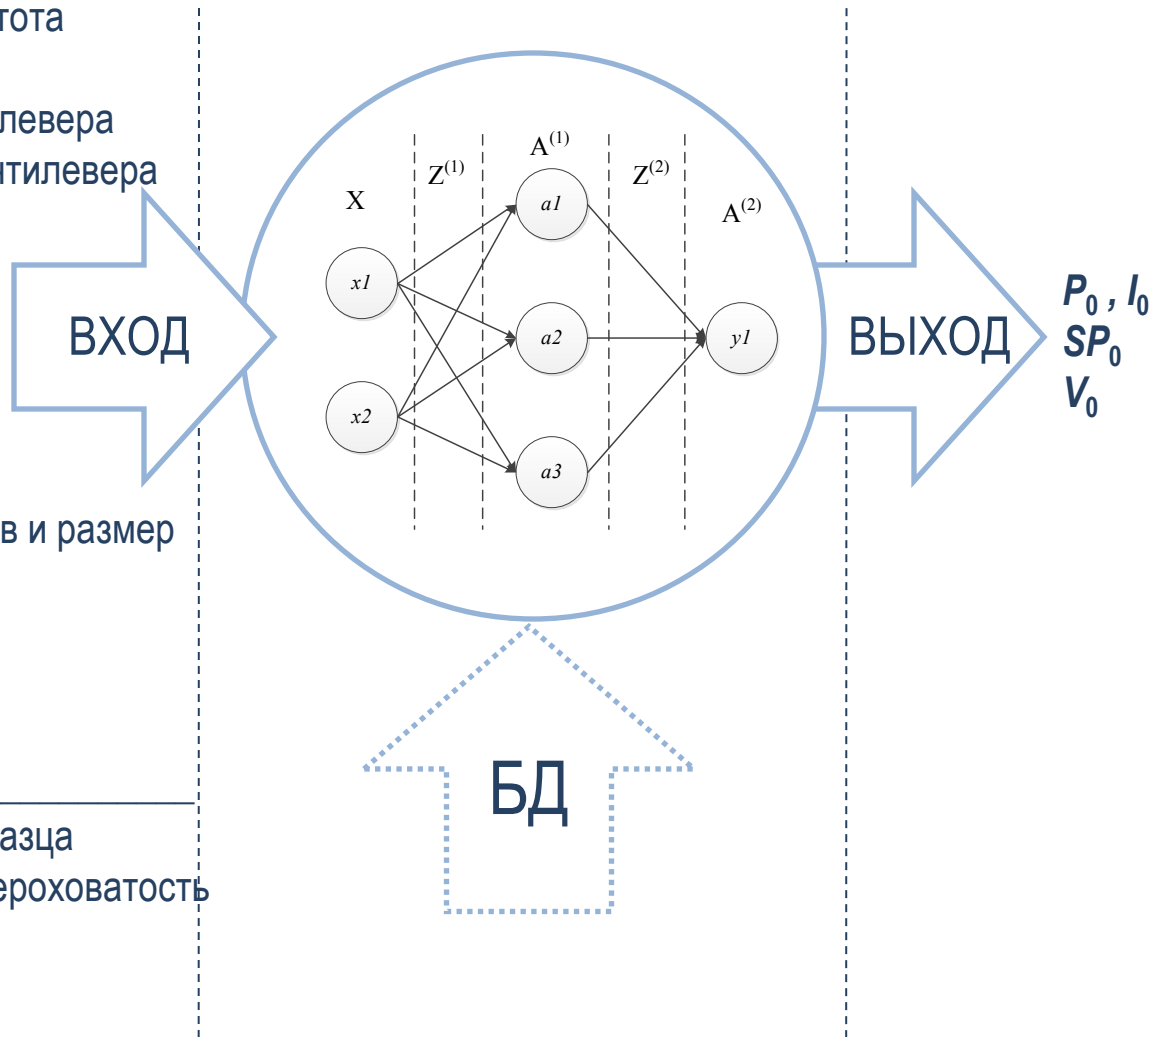 тота
левера
нтилевера
ВХОД
в и размер
азца
ероховатость
X
Z(1)
A(1)
Z(2)
A(2)
x1
x2
a1
a2
a3
y1
БД
ВЫХОД
P0 , I0
SP0
V0